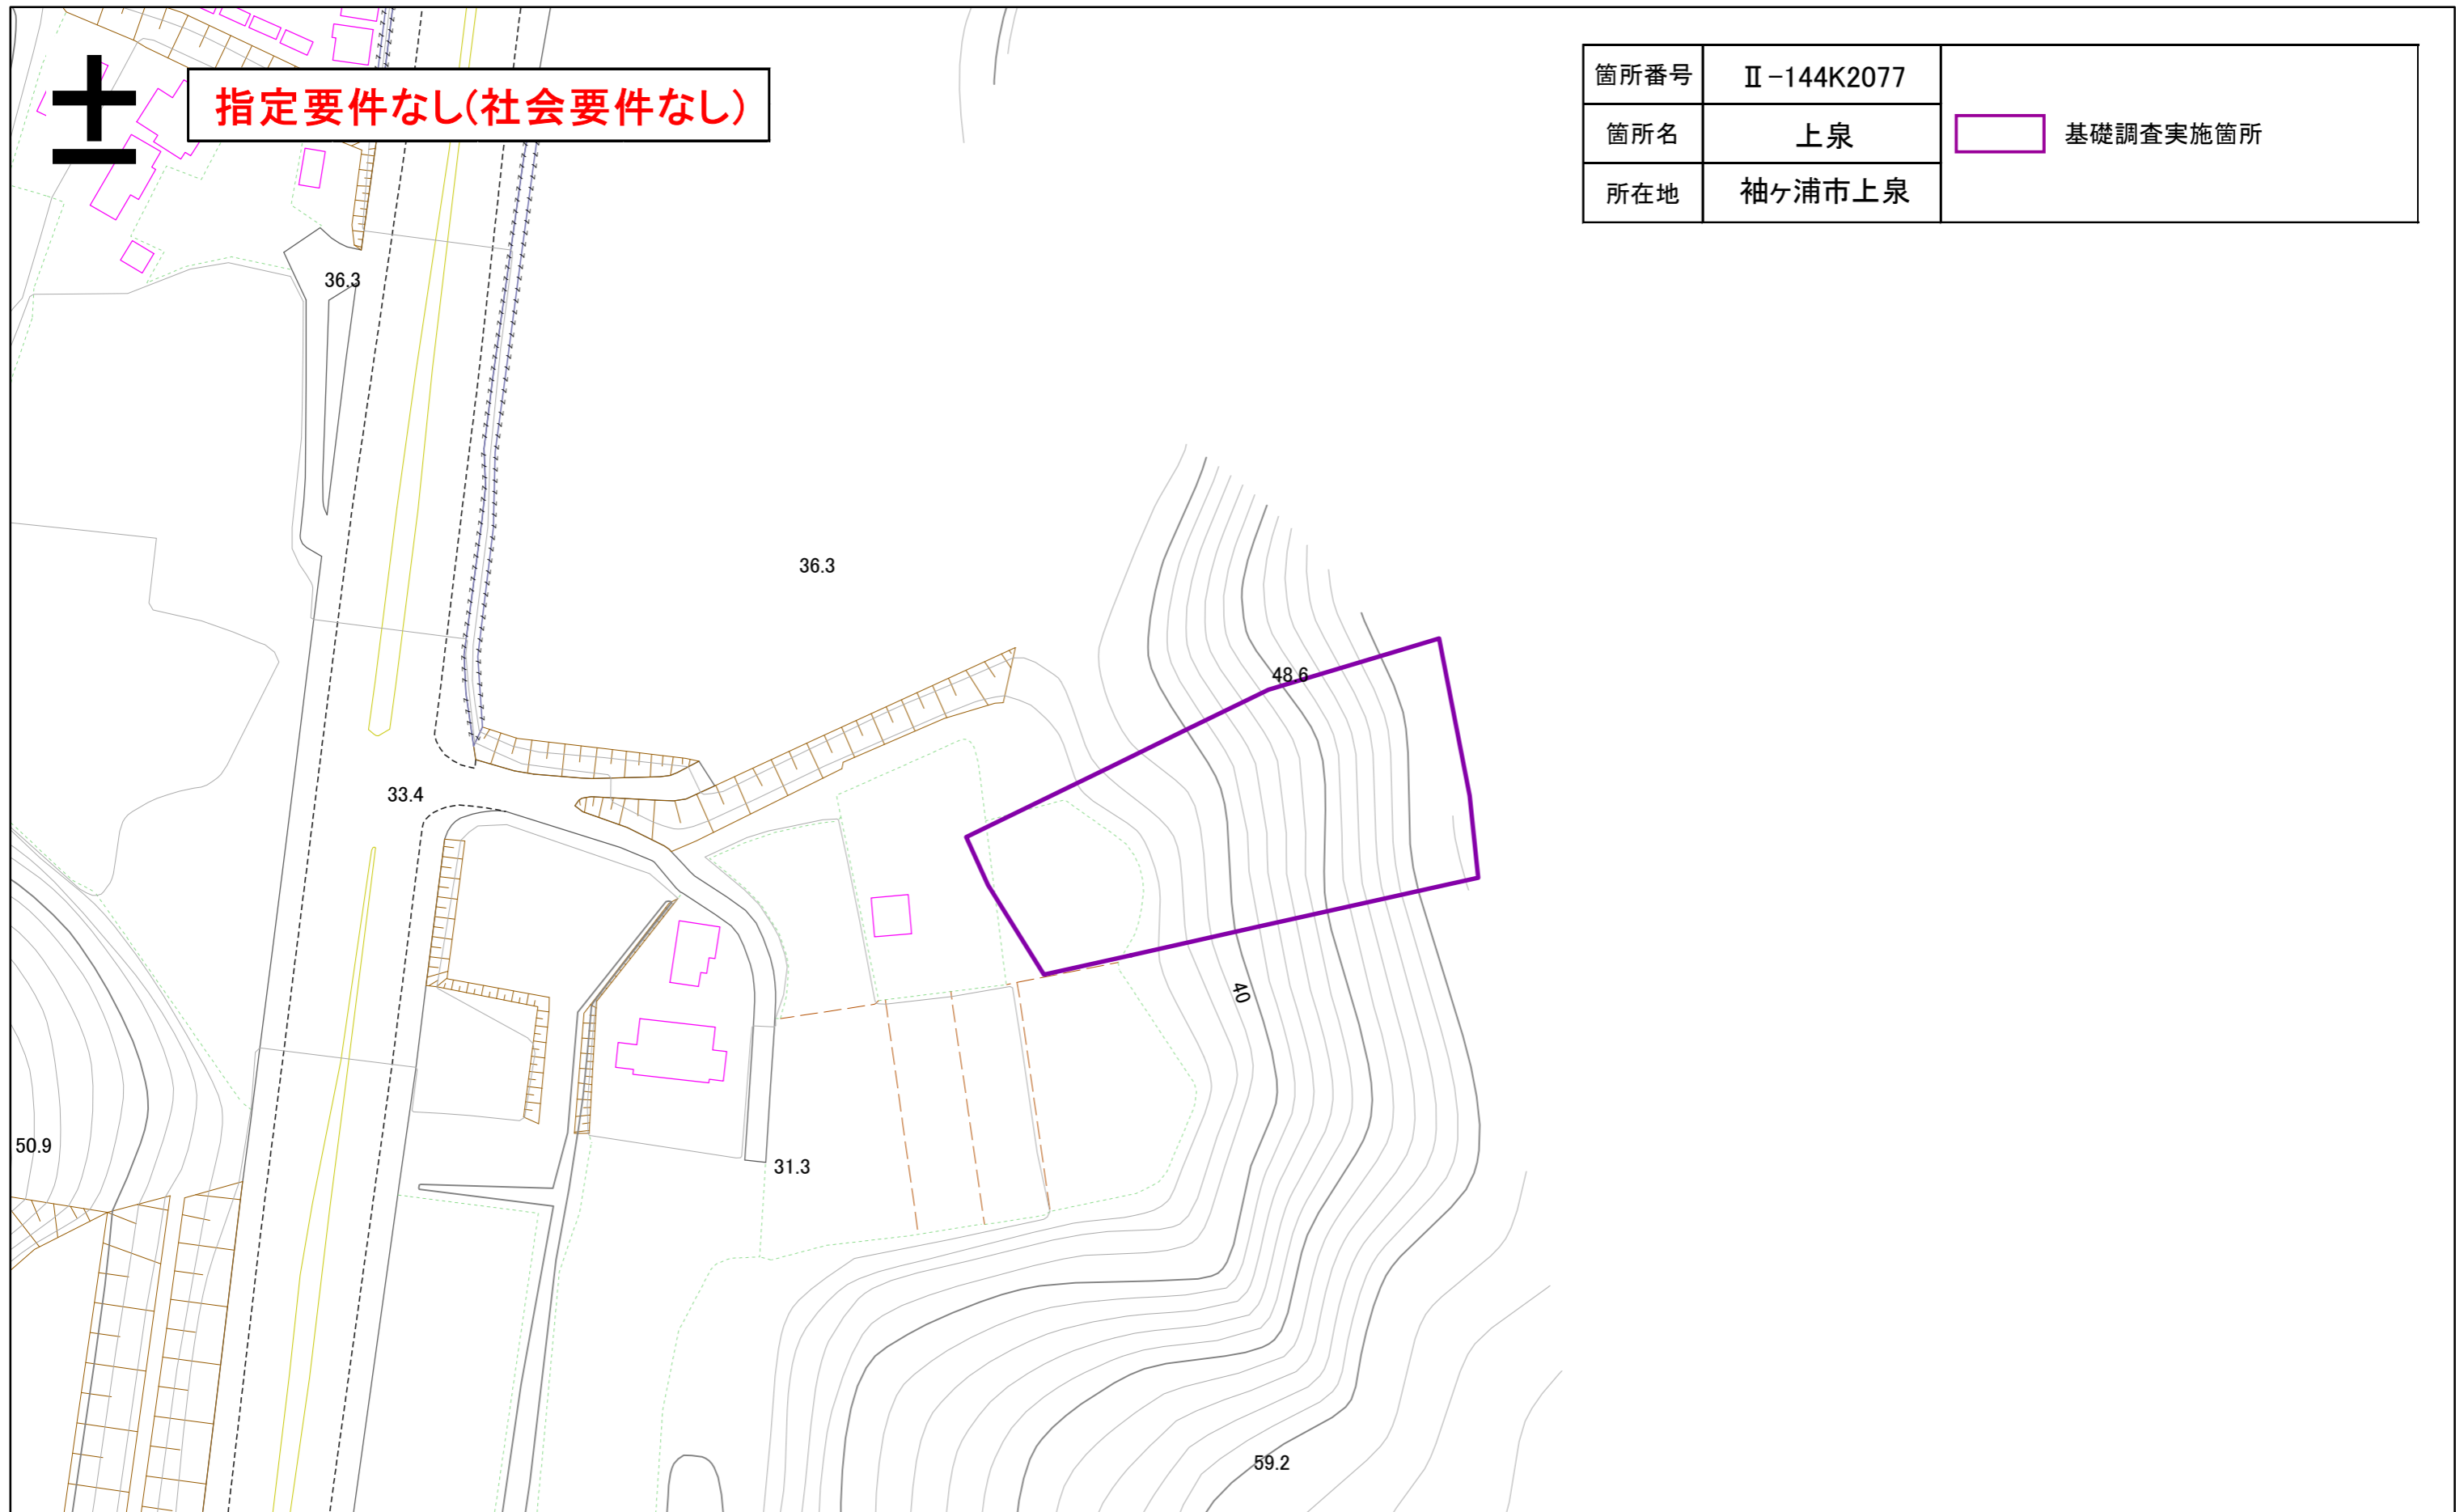 指定要件なし(社会要件なし)
箇所番号 Ⅱ-144K2077
箇所名 上泉
所在地 袖ヶ浦市上泉
基礎調査実施箇所
36.3
36.3
48.6
33.4
40
50.9
31.3
59.2